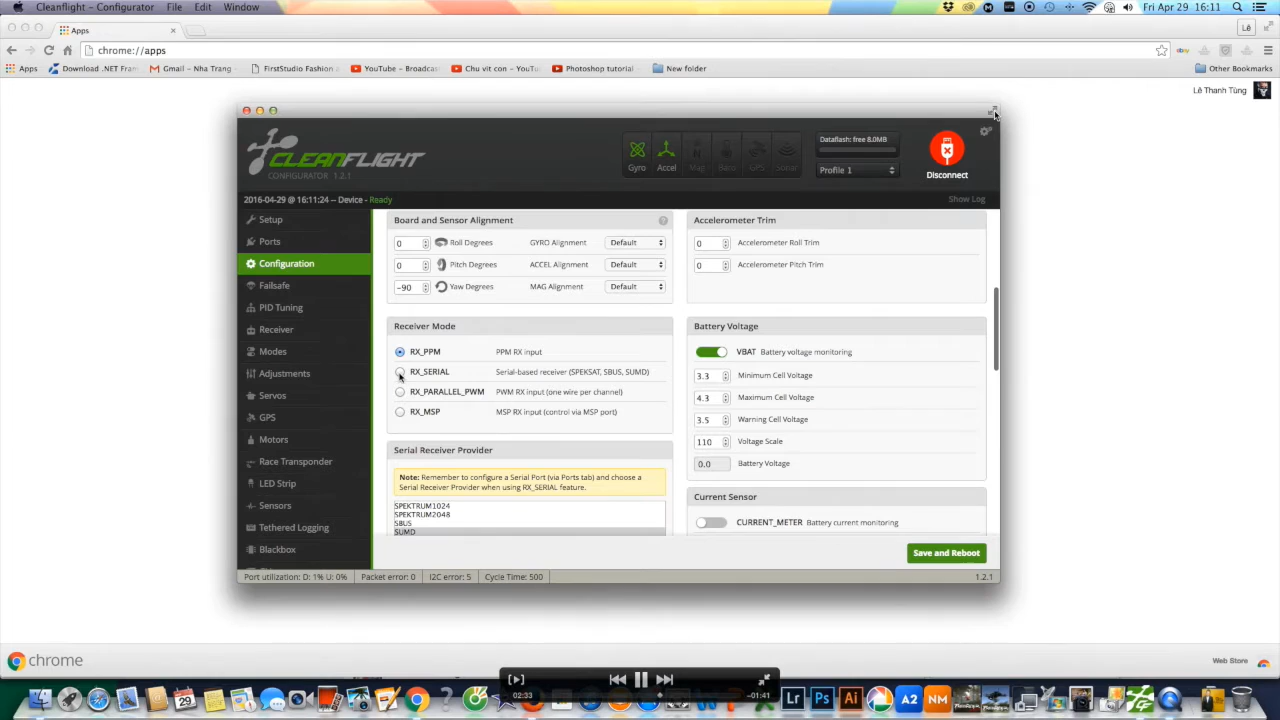 Cleanflight – Configurator File Edit Window Fri Apr 29 16:11
Apps Lê
chrome://apps
Apps Download .NET Fram Gmail – Nha Trang – FirstStudio Fashion a YouTube – Broadcas Chu vit con – YouTu Photoshop tutorial – New folder Other Bookmarks
Lê Thanh Tùng
CLEANFLIGHT
CONFIGURATOR 1.2.1
Gyro Accel Mag Baro GPS Sonar
Dataflash: free 8.0MB
Profile 1
Disconnect
2016-04-29 @ 16:11:24 -- Device - Ready Show Log
Setup
Ports
Configuration
Failsafe
PID Tuning
Receiver
Modes
Adjustments
Servos
GPS
Motors
Race Transponder
LED Strip
Sensors
Tethered Logging
Blackbox
Board and Sensor Alignment
0 Roll Degrees GYRO Alignment Default
0 Pitch Degrees ACCEL Alignment Default
-90 Yaw Degrees MAG Alignment Default
Accelerometer Trim
0 Accelerometer Roll Trim
0 Accelerometer Pitch Trim
Receiver Mode
RX_PPM PPM RX input
RX_SERIAL Serial-based receiver (SPEKSAT, SBUS, SUMD)
RX_PARALLEL_PWM PWM RX input (one wire per channel)
RX_MSP MSP RX input (control via MSP port)
Battery Voltage
VBAT Battery voltage monitoring
3.3 Minimum Cell Voltage
4.3 Maximum Cell Voltage
3.5 Warning Cell Voltage
110 Voltage Scale
0.0 Battery Voltage
Serial Receiver Provider
Note: Remember to configure a Serial Port (via Ports tab) and choose a
Serial Receiver Provider when using RX_SERIAL feature.
SPEKTRUM1024
SPEKTRUM2048
SBUS
SUMD
Current Sensor
CURRENT_METER Battery current monitoring
Save and Reboot
Port utilization: D: 1% U: 0% Packet error: 0 I2C error: 5 Cycle Time: 500 1.2.1
chrome Web Store
02:33 -01:41
29 Lr Ps Ai A2 NM